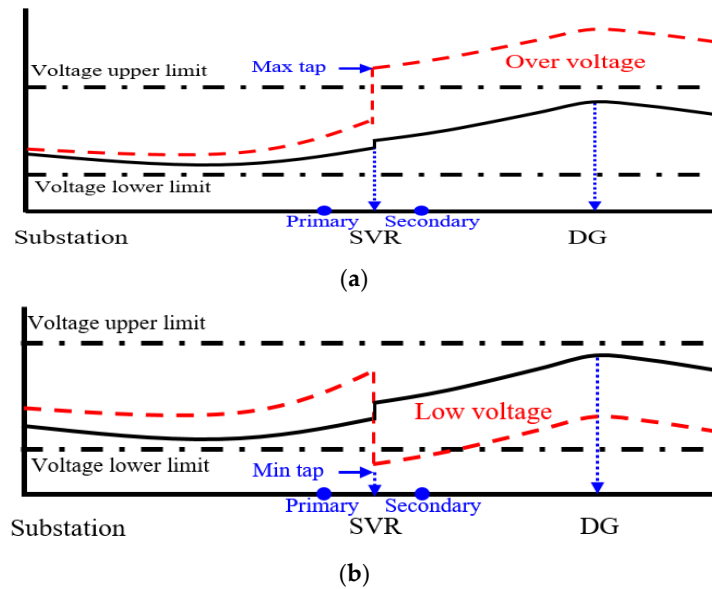 Voltage upper limit
Max tap
Over voltage
Voltage lower limit
Primary
Secondary
Substation
SVR
DG
(a)
Voltage upper limit
Low voltage
Voltage lower limit
Min tap
Primary
Secondary
Substation
SVR
DG
(b)